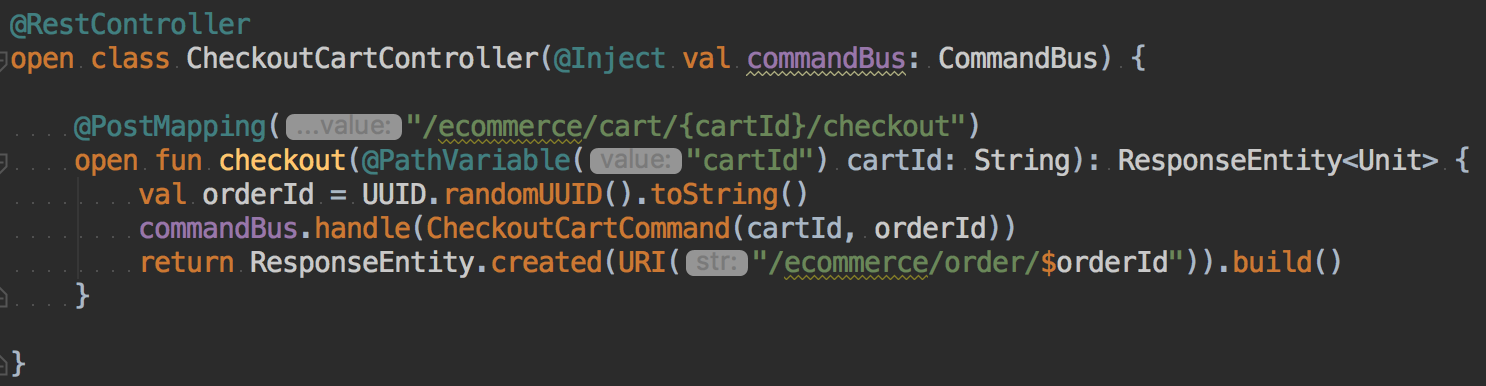 @RestController
open class CheckoutCartController(@Inject val commandBus: CommandBus) {
    @PostMapping(...value: "/ecommerce/cart/{cartId}/checkout")
    open fun checkout(@PathVariable(value: "cartId") cartId: String): ResponseEntity<Unit> {
        val orderId = UUID.randomUUID().toString()
        commandBus.handle(CheckoutCartCommand(cartId, orderId))
        return ResponseEntity.created(URI(str: "/ecommerce/order/$orderId")).build()
    }
}